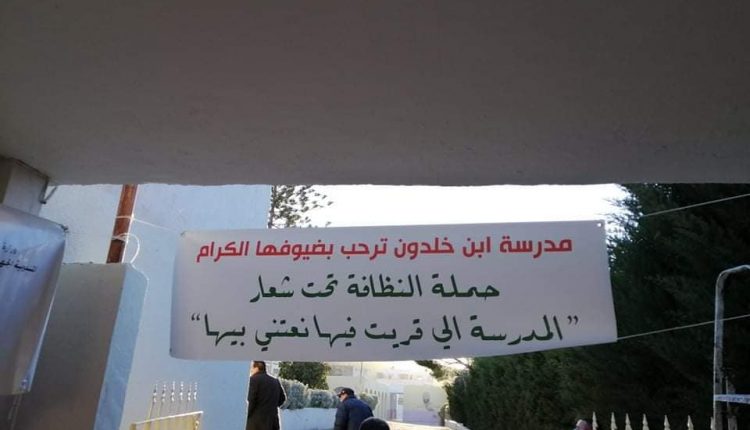 مدرسة ابن خلدون ترحب بضيوفها الكرام
حملة النظافة تحت شعار
"المدرسة الي قريت فيها نعتني بيها"